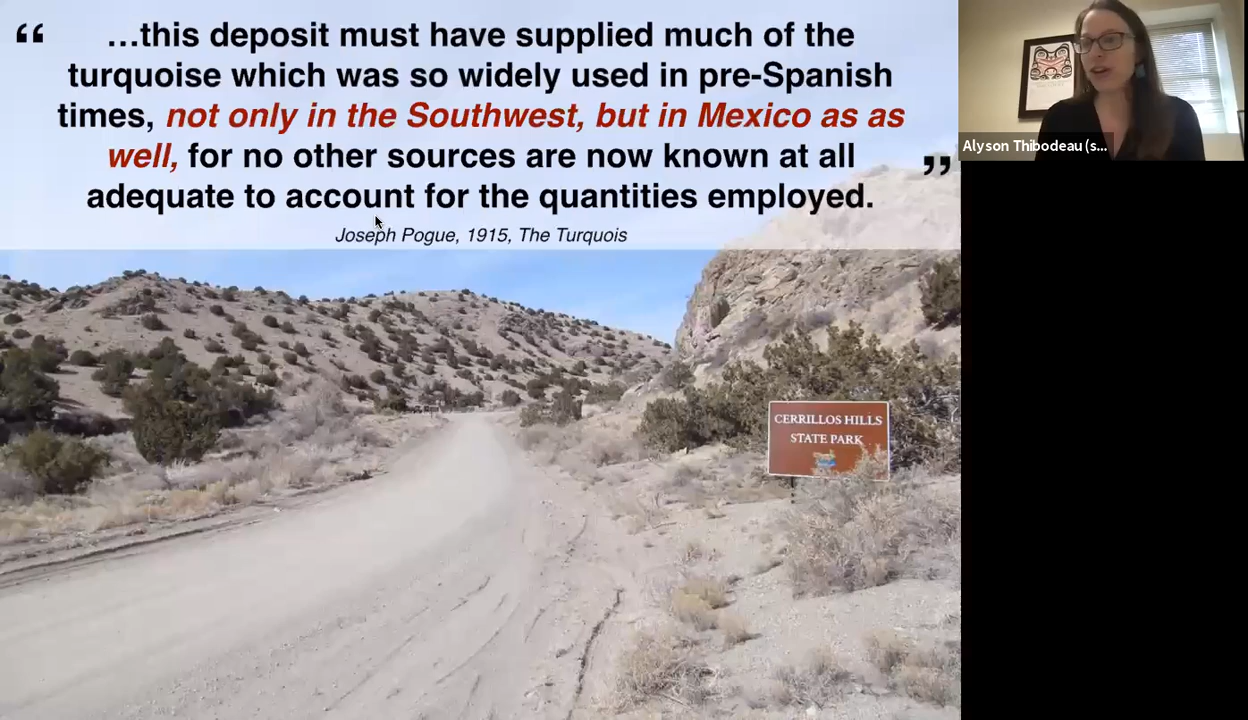 “ …this deposit must have supplied much of the
turquoise which was so widely used in pre-Spanish
times, not only in the Southwest, but in Mexico as as
well, for no other sources are now known at all ”
adequate to account for the quantities employed.
Joseph Pogue, 1915, The Turquois
Alyson Thibodeau (s...
CERRILLOS HILLS
STATE PARK